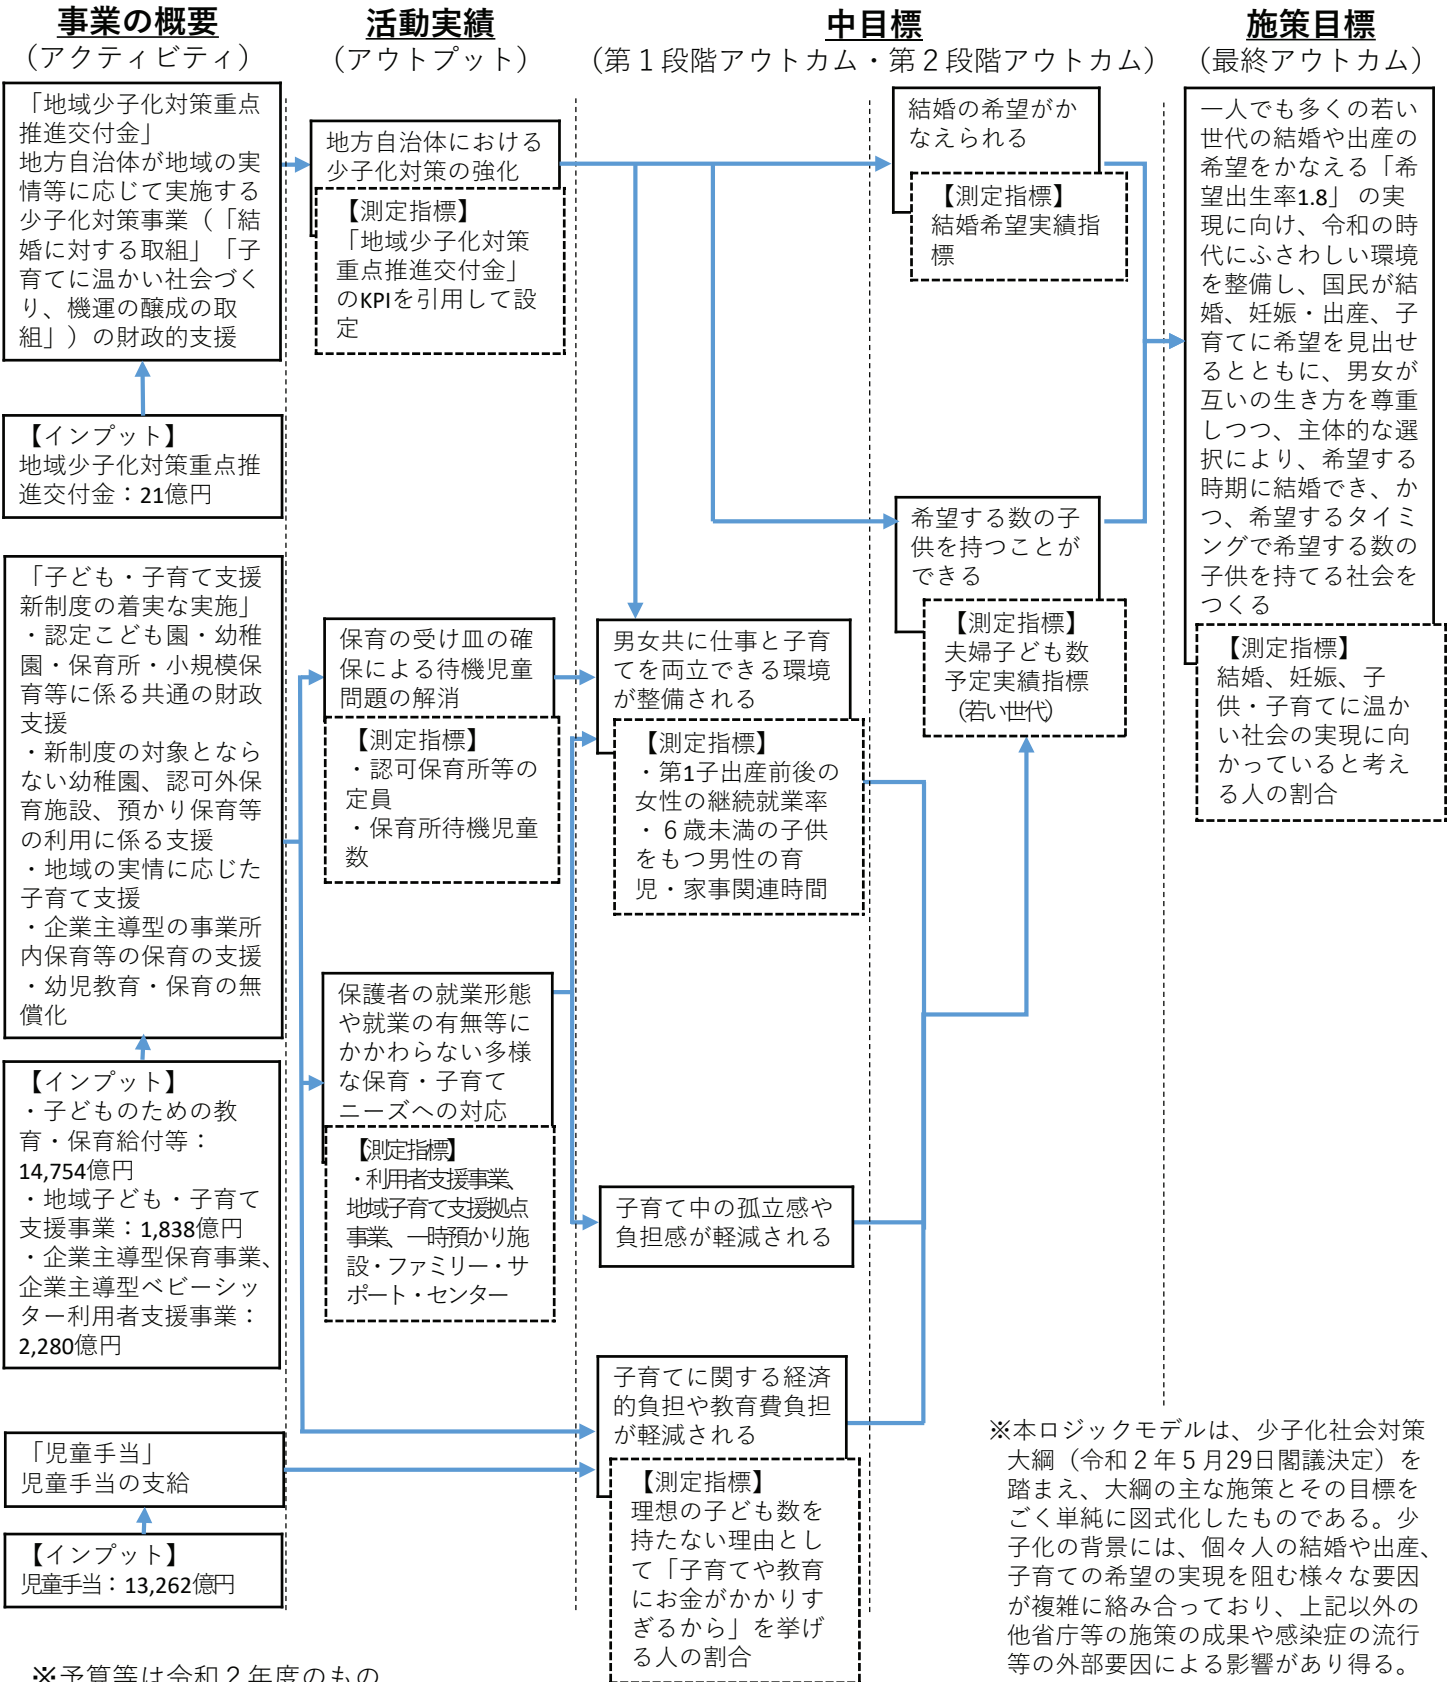 事業の概要
（アクティビティ）
活動実績
（アウトプット）
中目標
（第１段階アウトカム・第２段階アウトカム）
施策目標
（最終アウトカム）
「地域少子化対策重点
推進交付金」
地方自治体が地域の実
情等に応じて実施する
少子化対策事業（「結
婚に対する取組」「子
育てに温かい社会づく
り、機運の醸成の取
組」）の財政的支援
【インプット】
地域少子化対策重点推
進交付金：21億円
「子ども・子育て支援
新制度の着実な実施」
・認定こども園・幼稚
園・保育所・小規模保
育等に係る共通の財政
支援
・新制度の対象となら
ない幼稚園、認可外保
育施設、預かり保育等
の利用に係る支援
・地域の実情に応じた
子育て支援
・企業主導型の事業所
内保育等の保育の支援
・幼児教育・保育の無
償化
【インプット】
・子どものための教
育・保育給付等：
14,754億円
・地域子ども・子育て
支援事業：1,838億円
・企業主導型保育事業、
企業主導型ベビーシッ
ター利用者支援事業：
2,280億円
「児童手当」
児童手当の支給
【インプット】
児童手当：13,262億円
※予算等は令和２年度のもの
地方自治体における
少子化対策の強化
【測定指標】
「地域少子化対策
重点推進交付金」
のKPIを引用して設
定
保育の受け皿の確
保による待機児童
問題の解消
【測定指標】
・認可保育所等の
定員
・保育所待機児童
数
保護者の就業形態
や就業の有無等に
かかわらない多様
な保育・子育て
ニーズへの対応
【測定指標】
・利用者支援事業、
地域子育て支援拠点
事業、一時預かり施
設・ファミリー・サ
ポート・センター
男女共に仕事と子育
てを両立できる環境
が整備される
【測定指標】
・第1子出産前後の
女性の継続就業率
・６歳未満の子供
をもつ男性の育
児・家事関連時間
子育て中の孤立感や
負担感が軽減される
子育てに関する経済
的負担や教育費負担
が軽減される
【測定指標】
理想の子ども数を
持たない理由とし
て「子育てや教育
にお金がかかりす
ぎるから」を挙げ
る人の割合
結婚の希望がか
なえられる
【測定指標】
結婚希望実績指
標
希望する数の子
供を持つことが
できる
【測定指標】
夫婦子ども数
予定実績指標
（若い世代）
一人でも多くの若い
世代の結婚や出産の
希望をかなえる「希
望出生率1.8」 の実
現に向け、令和の時
代にふさわしい環境
を整備し、国民が結
婚、妊娠・出産、子
育てに希望を見出せ
るとともに、男女が
互いの生き方を尊重
しつつ、主体的な選
択により、希望する
時期に結婚でき、か
つ、希望するタイミ
ングで希望する数の
子供を持てる社会を
つくる
【測定指標】
結婚、妊娠、子
供・子育てに温か
い社会の実現に向
かっていると考え
る人の割合
※本ロジックモデルは、少子化社会対策
大綱（令和２年５月29日閣議決定）を
踏まえ、大綱の主な施策とその目標を
ごく単純に図式化したものである。少
子化の背景には、個々人の結婚や出産、
子育ての希望の実現を阻む様々な要因
が複雑に絡み合っており、上記以外の
他省庁等の施策の成果や感染症の流行
等の外部要因による影響があり得る。